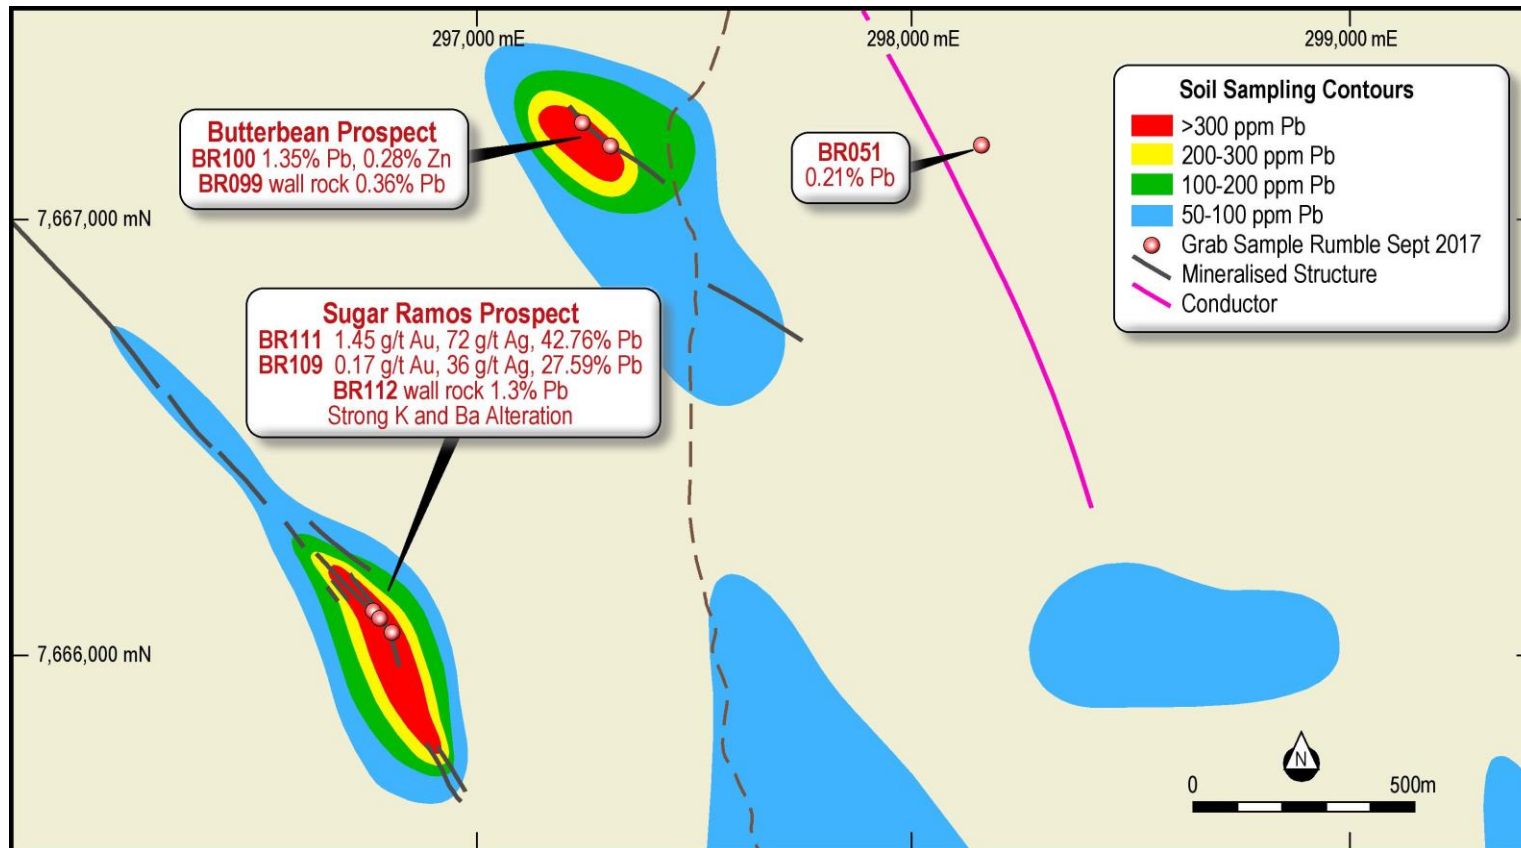 297,000 mE
298,000 mE
299,000 mE
Butterbean Prospect
BR100 1.35% Pb, 0.28% Zn
BR099 wall rock 0.36% Pb
BR051
0.21% Pb
Soil Sampling Contours
>300 ppm Pb
200-300 ppm Pb
100-200 ppm Pb
50-100 ppm Pb
Grab Sample Rumble Sept 2017
Mineralised Structure
Conductor
7,667,000 mN
Sugar Ramos Prospect
BR111 1.45 g/t Au, 72 g/t Ag, 42.76% Pb
BR109 0.17 g/t Au, 36 g/t Ag, 27.59% Pb
BR112 wall rock 1.3% Pb
Strong K and Ba Alteration
7,666,000 mN
N
0 500m